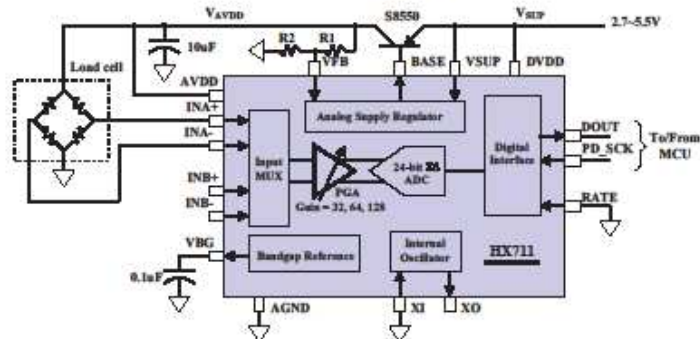 VAVDD
S8550
VSUP
2.7~5.5V
R2
R1
10uF
Load cell
VFB
BASE
VSUP
DVDD
AVDD
INA+
INA-
INB+
INB-
VBG
Analog Supply Regulator
Input
MUX
PGA
Gain = 32, 64, 128
24-bit ΣΔ
ADC
Digital
Interface
DOUT
PD_SCK
To/From
MCU
RATE
HX711
Bandgap Reference
Internal
Oscillator
0.1uF
AGND
XI
XO